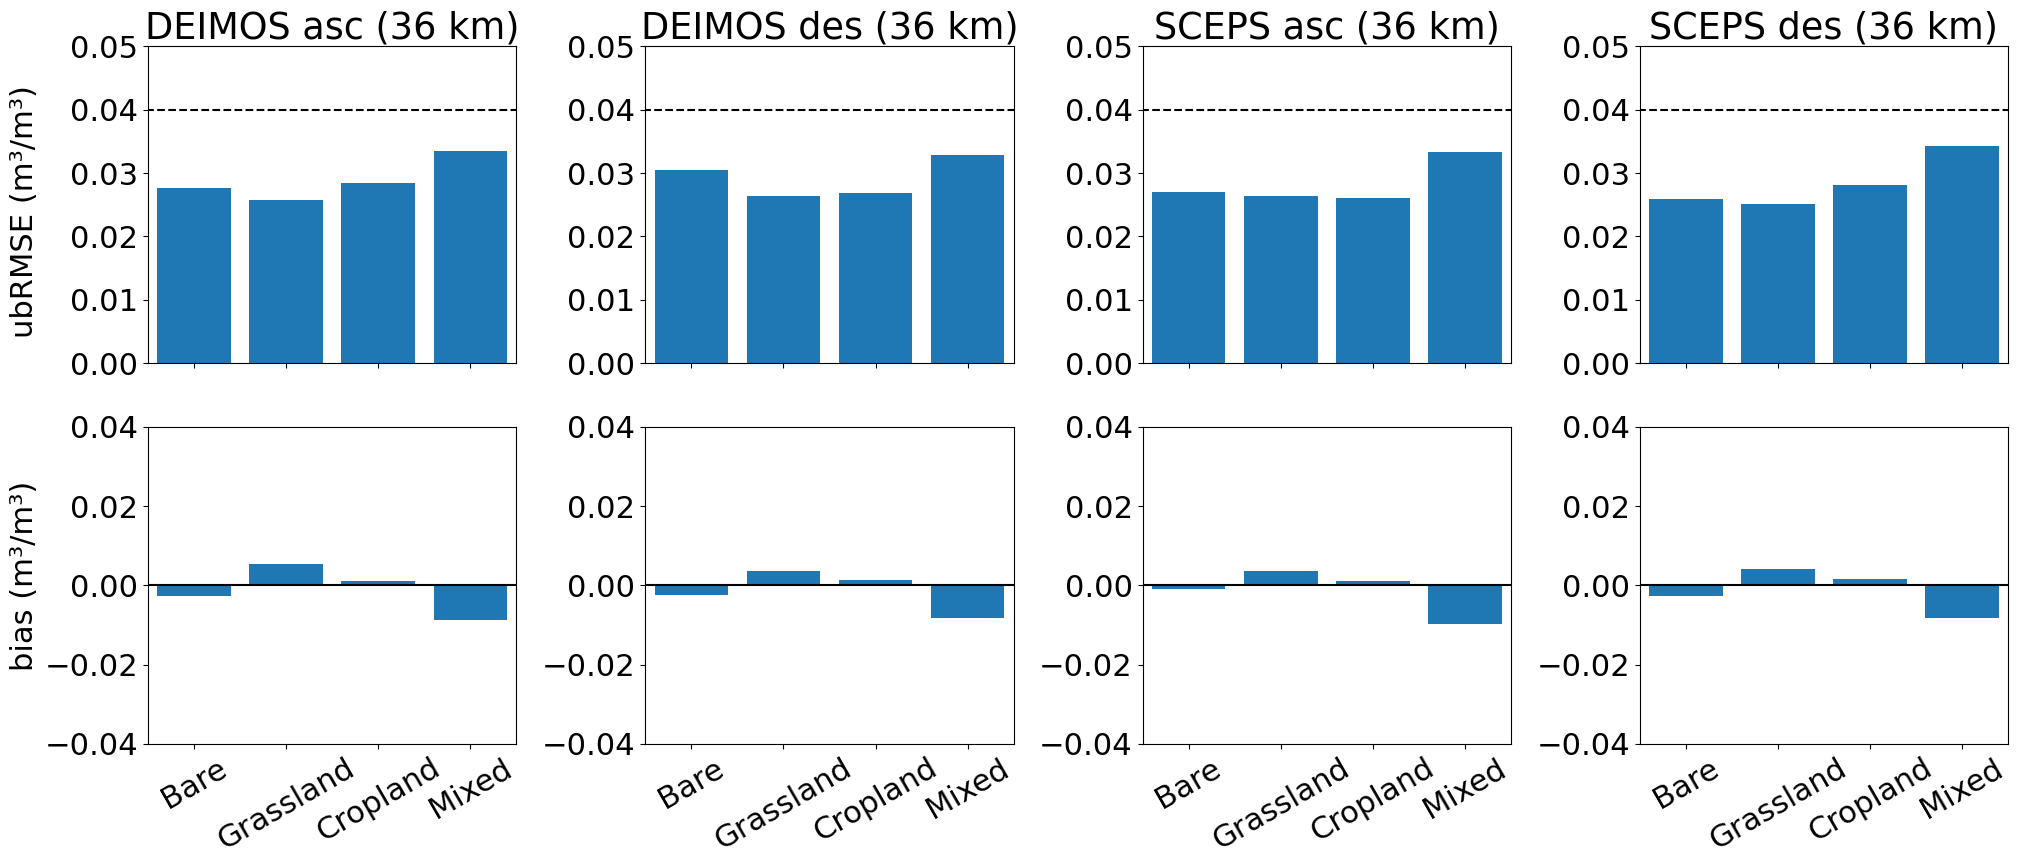 DEIMOS asc (36 km)
DEIMOS des (36 km)
SCEPS asc (36 km)
SCEPS des (36 km)
ubRMSE (m³/m³)
0.05
0.04
0.03
0.02
0.01
0.00
0.05
0.04
0.03
0.02
0.01
0.00
0.05
0.04
0.03
0.02
0.01
0.00
0.05
0.04
0.03
0.02
0.01
0.00
bias (m³/m³)
0.04
0.02
0.00
−0.02
−0.04
0.04
0.02
0.00
−0.02
−0.04
0.04
0.02
0.00
−0.02
−0.04
0.04
0.02
0.00
−0.02
−0.04
Bare
Grassland
Cropland
Mixed
Bare
Grassland
Cropland
Mixed
Bare
Grassland
Cropland
Mixed
Bare
Grassland
Cropland
Mixed